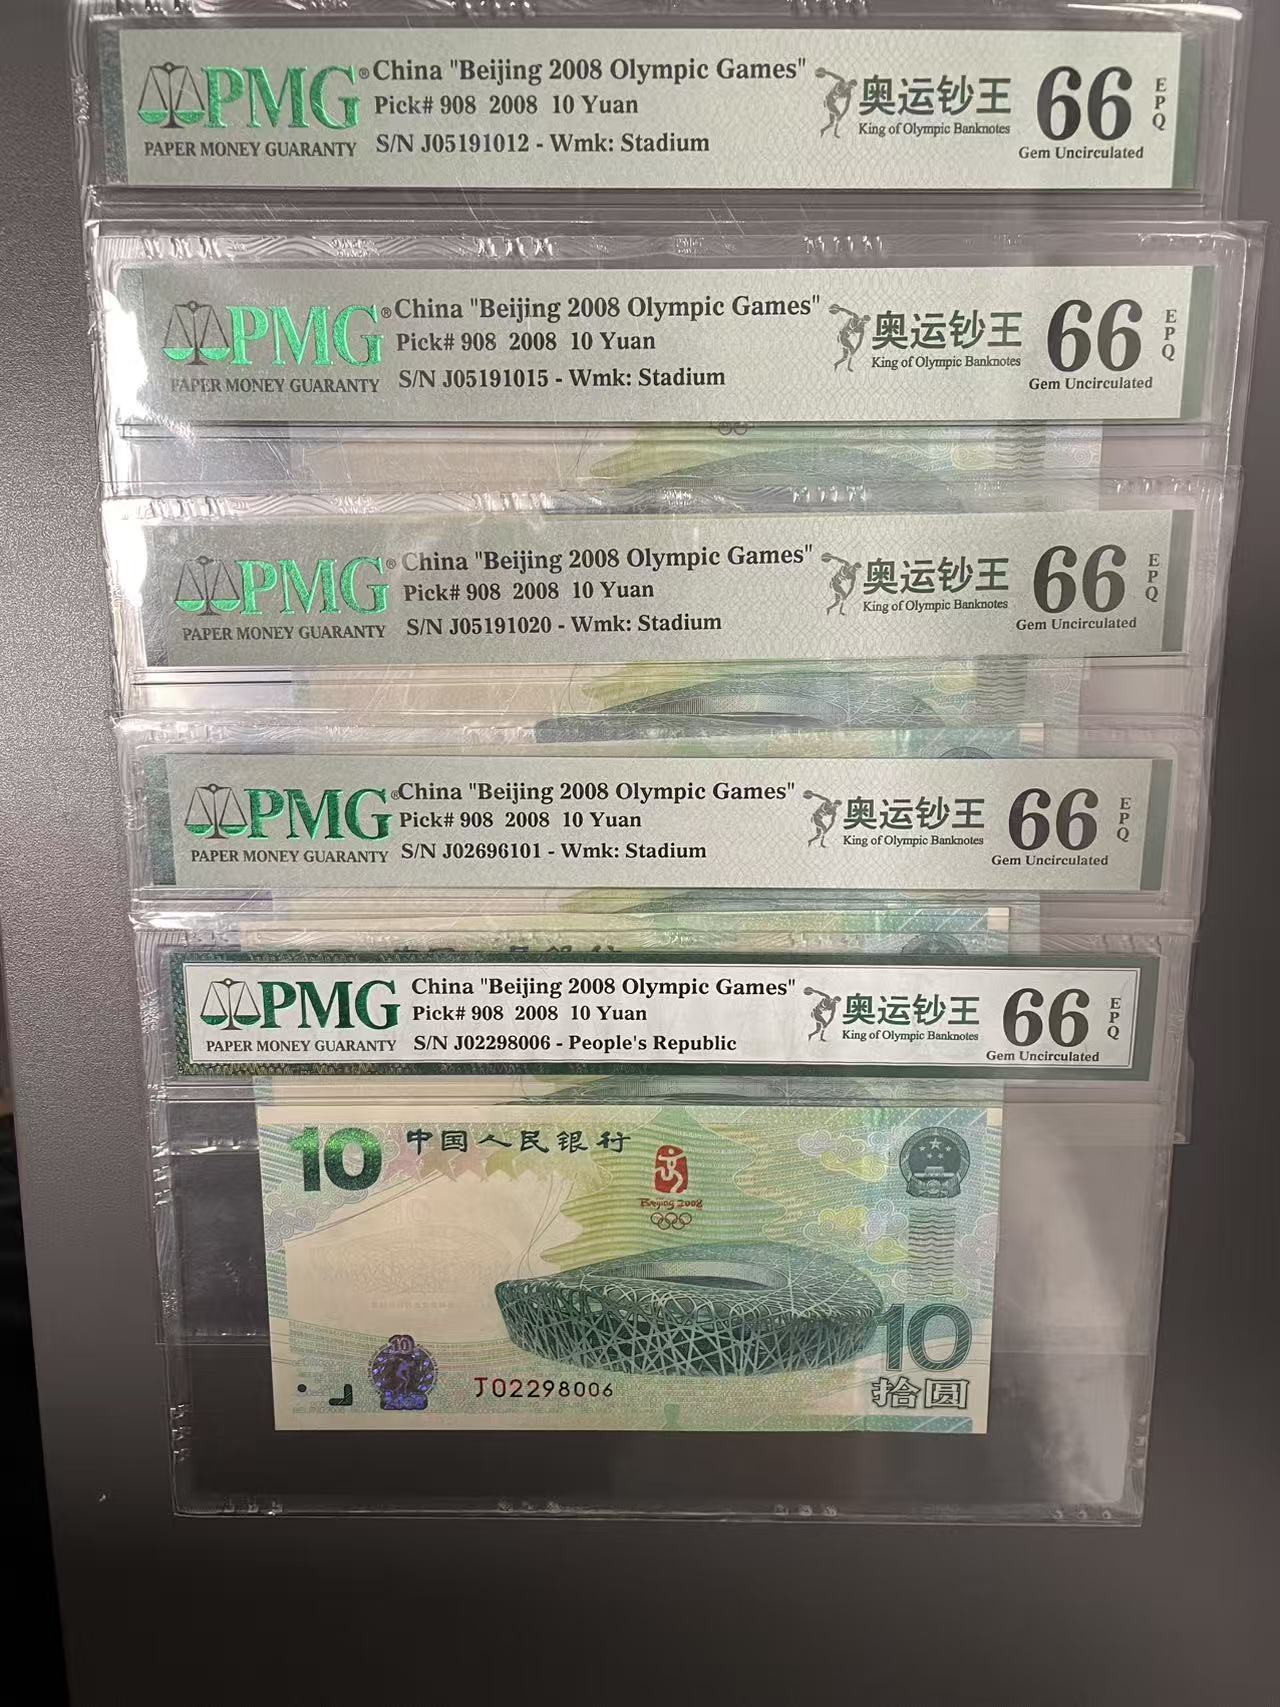 PMG®
PAPER MONEY GUARANTY
China "Beijing 2008 Olympic Games"
Pick# 908 2008 10 Yuan
S/N J05191012 - Wmk: Stadium
奥运钞王
King of Olympic Banknotes
66
EPQ
Gem Uncirculated
PMG®
PAPER MONEY GUARANTY
China "Beijing 2008 Olympic Games"
Pick# 908 2008 10 Yuan
S/N J05191015 - Wmk: Stadium
奥运钞王
King of Olympic Banknotes
66
EPQ
Gem Uncirculated
PMG®
PAPER MONEY GUARANTY
China "Beijing 2008 Olympic Games"
Pick# 908 2008 10 Yuan
S/N J05191020 - Wmk: Stadium
奥运钞王
King of Olympic Banknotes
66
EPQ
Gem Uncirculated
PMG®
PAPER MONEY GUARANTY
China "Beijing 2008 Olympic Games"
Pick# 908 2008 10 Yuan
S/N J02696101 - Wmk: Stadium
奥运钞王
King of Olympic Banknotes
66
EPQ
Gem Uncirculated
PMG
PAPER MONEY GUARANTY
China "Beijing 2008 Olympic Games"
Pick# 908 2008 10 Yuan
S/N J02298006 - People's Republic
奥运钞王
King of Olympic Banknotes
66
EPQ
Gem Uncirculated
10
中国人民银行
Beijing 2008
10
2008
J02298006
10
拾圆